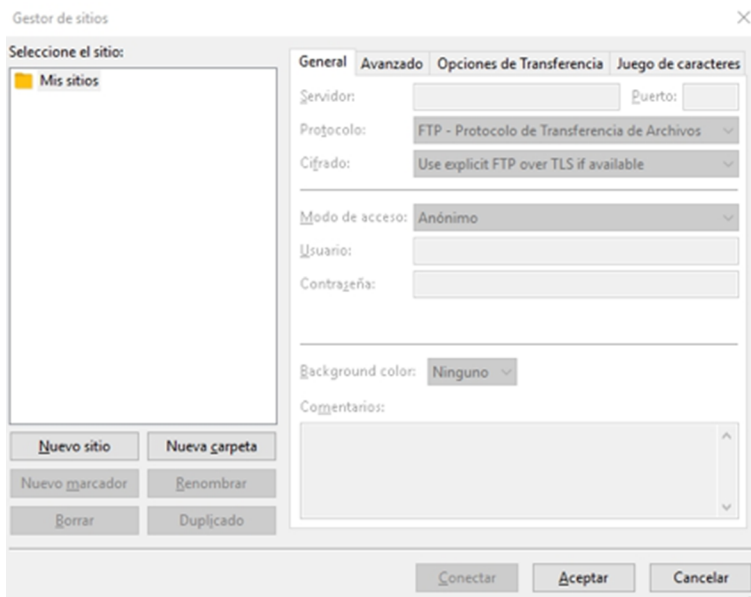 Gestor de sitios
Seleccione el sitio:
Mis sitios
Nuevo sitio
Nueva carpeta
Nuevo marcador
Renombrar
Borrar
Duplicado
General
Avanzado
Opciones de Transferencia
Juego de caracteres
Servidor:
Puerto:
Protocolo:
FTP - Protocolo de Transferencia de Archivos
Cifrado:
Use explicit FTP over TLS if available
Modo de acceso:
Anónimo
Usuario:
Contraseña:
Background color:
Ninguno
Comentarios:
Conectar
Aceptar
Cancelar